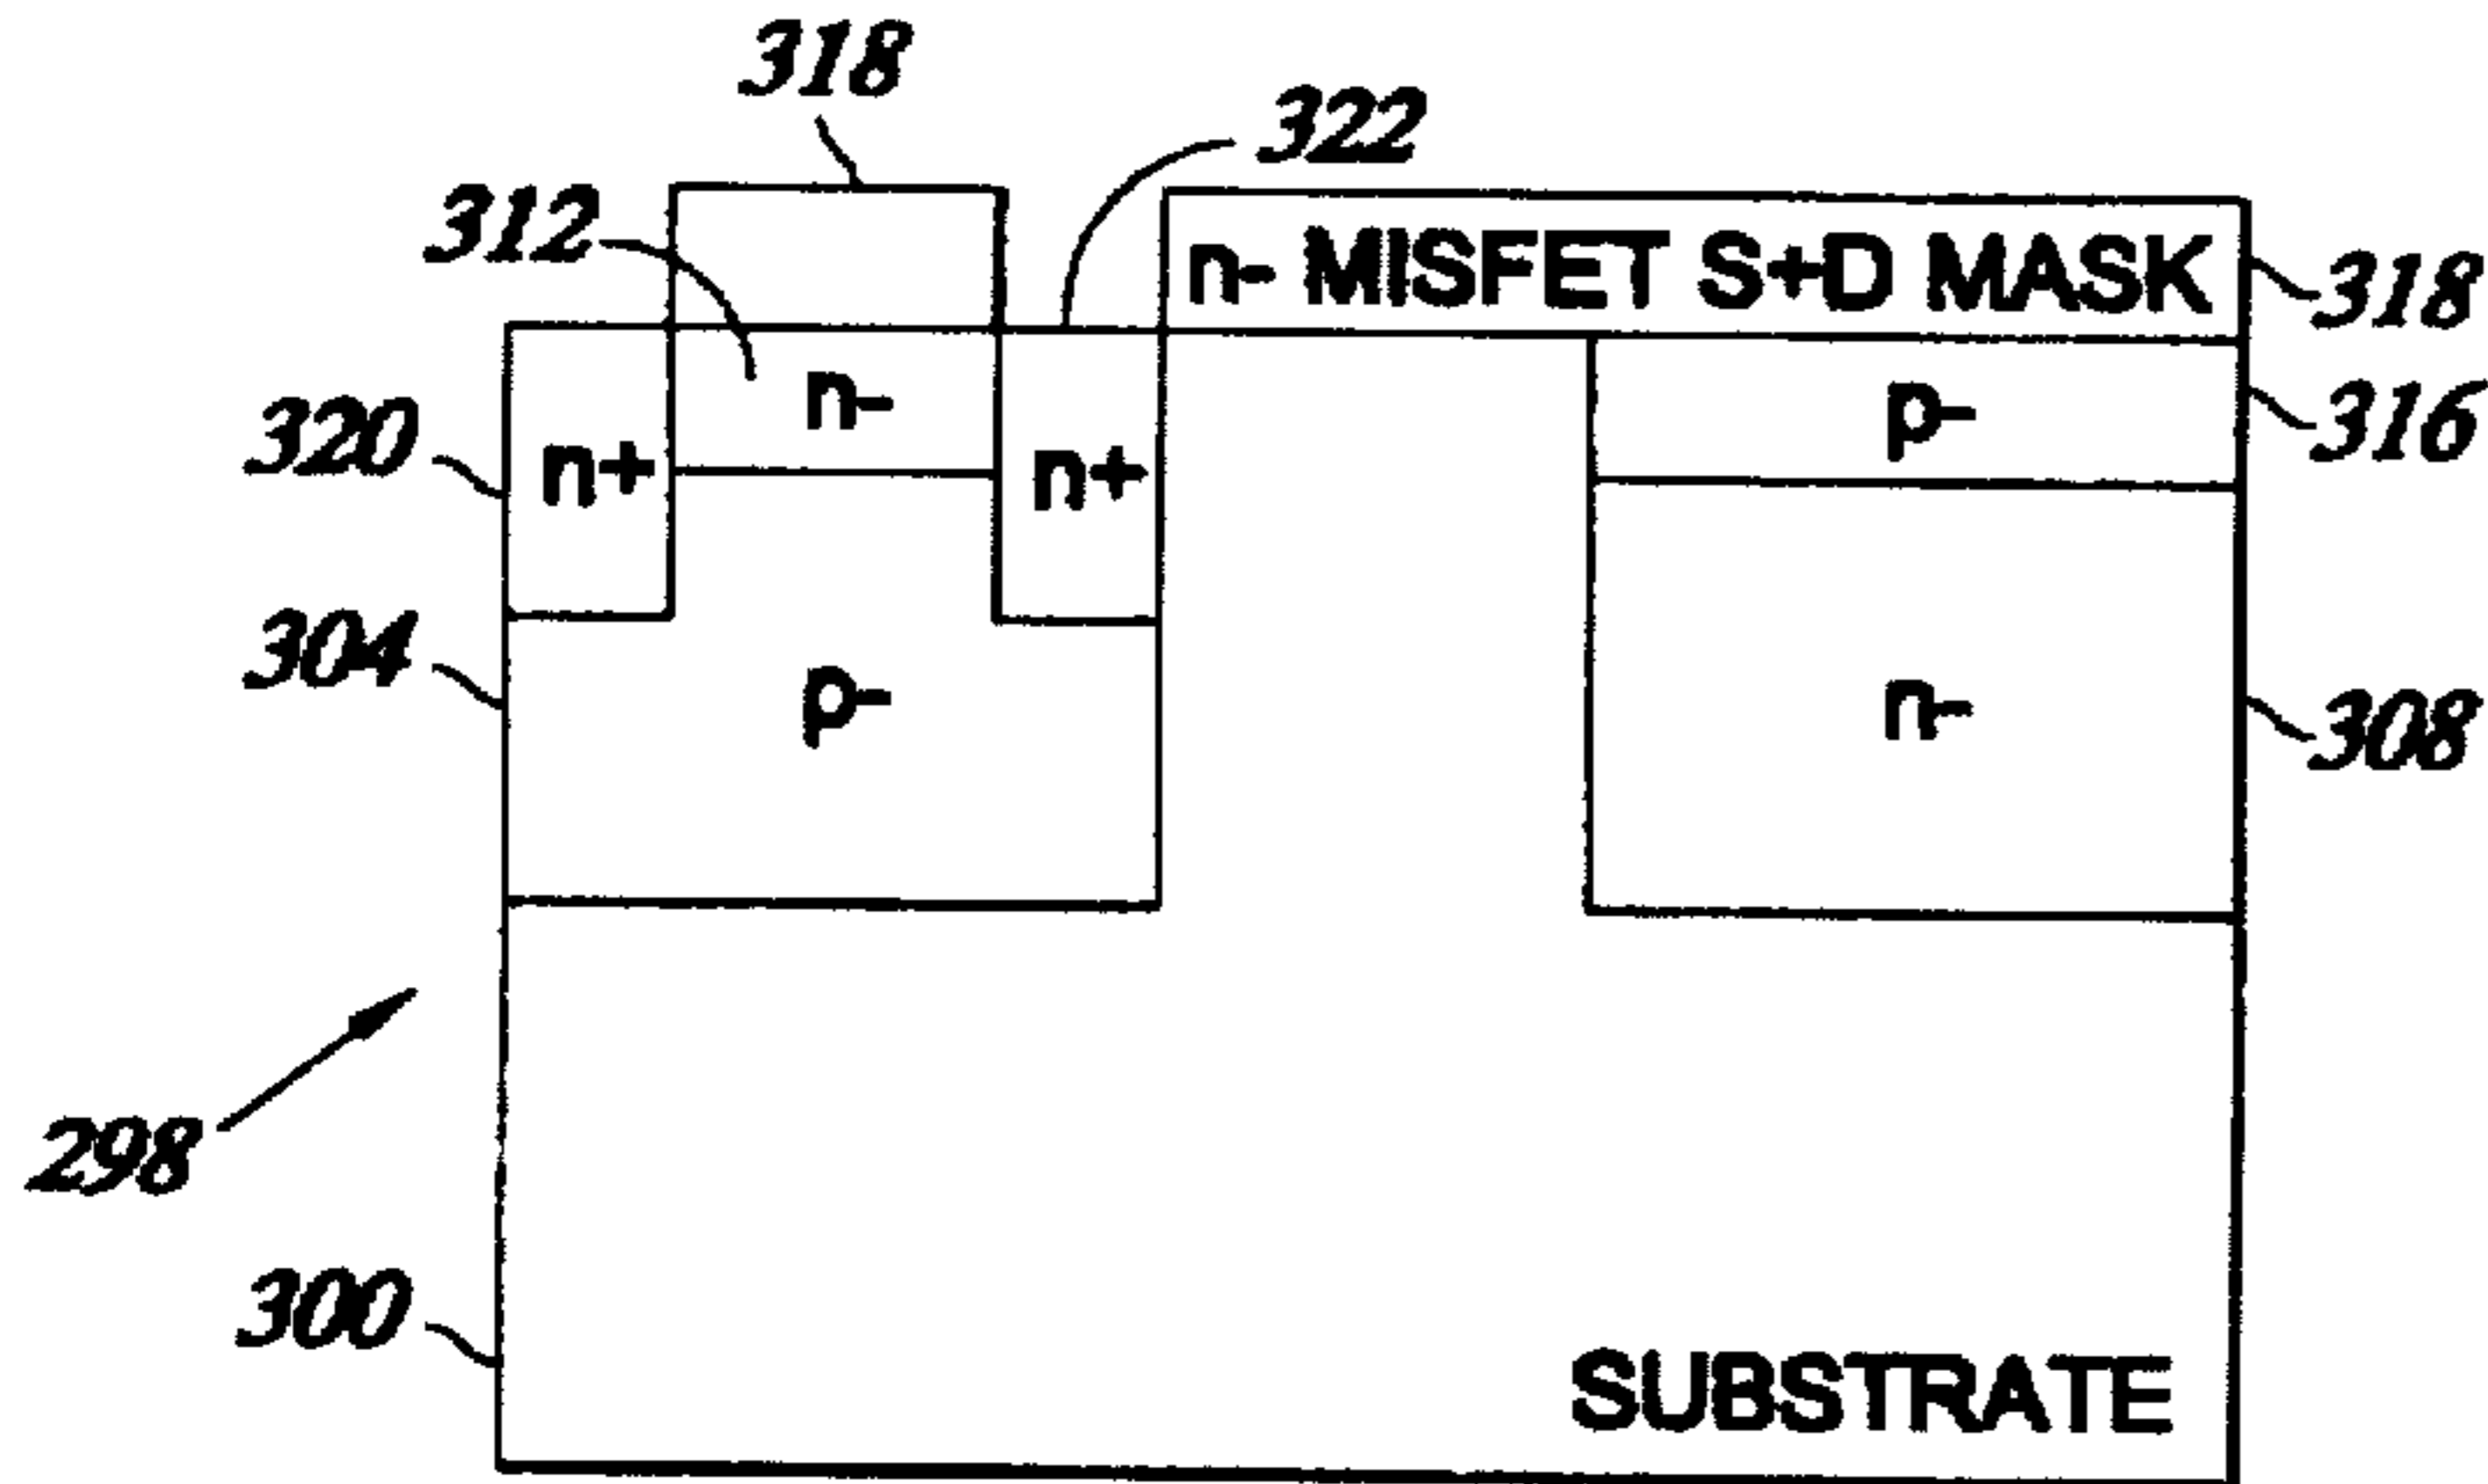 318
322
312
n- MISFET S+D MASK
318
n-
p-
316
320
n+
n+
304
p-
n-
308
298
300
SUBSTRATE